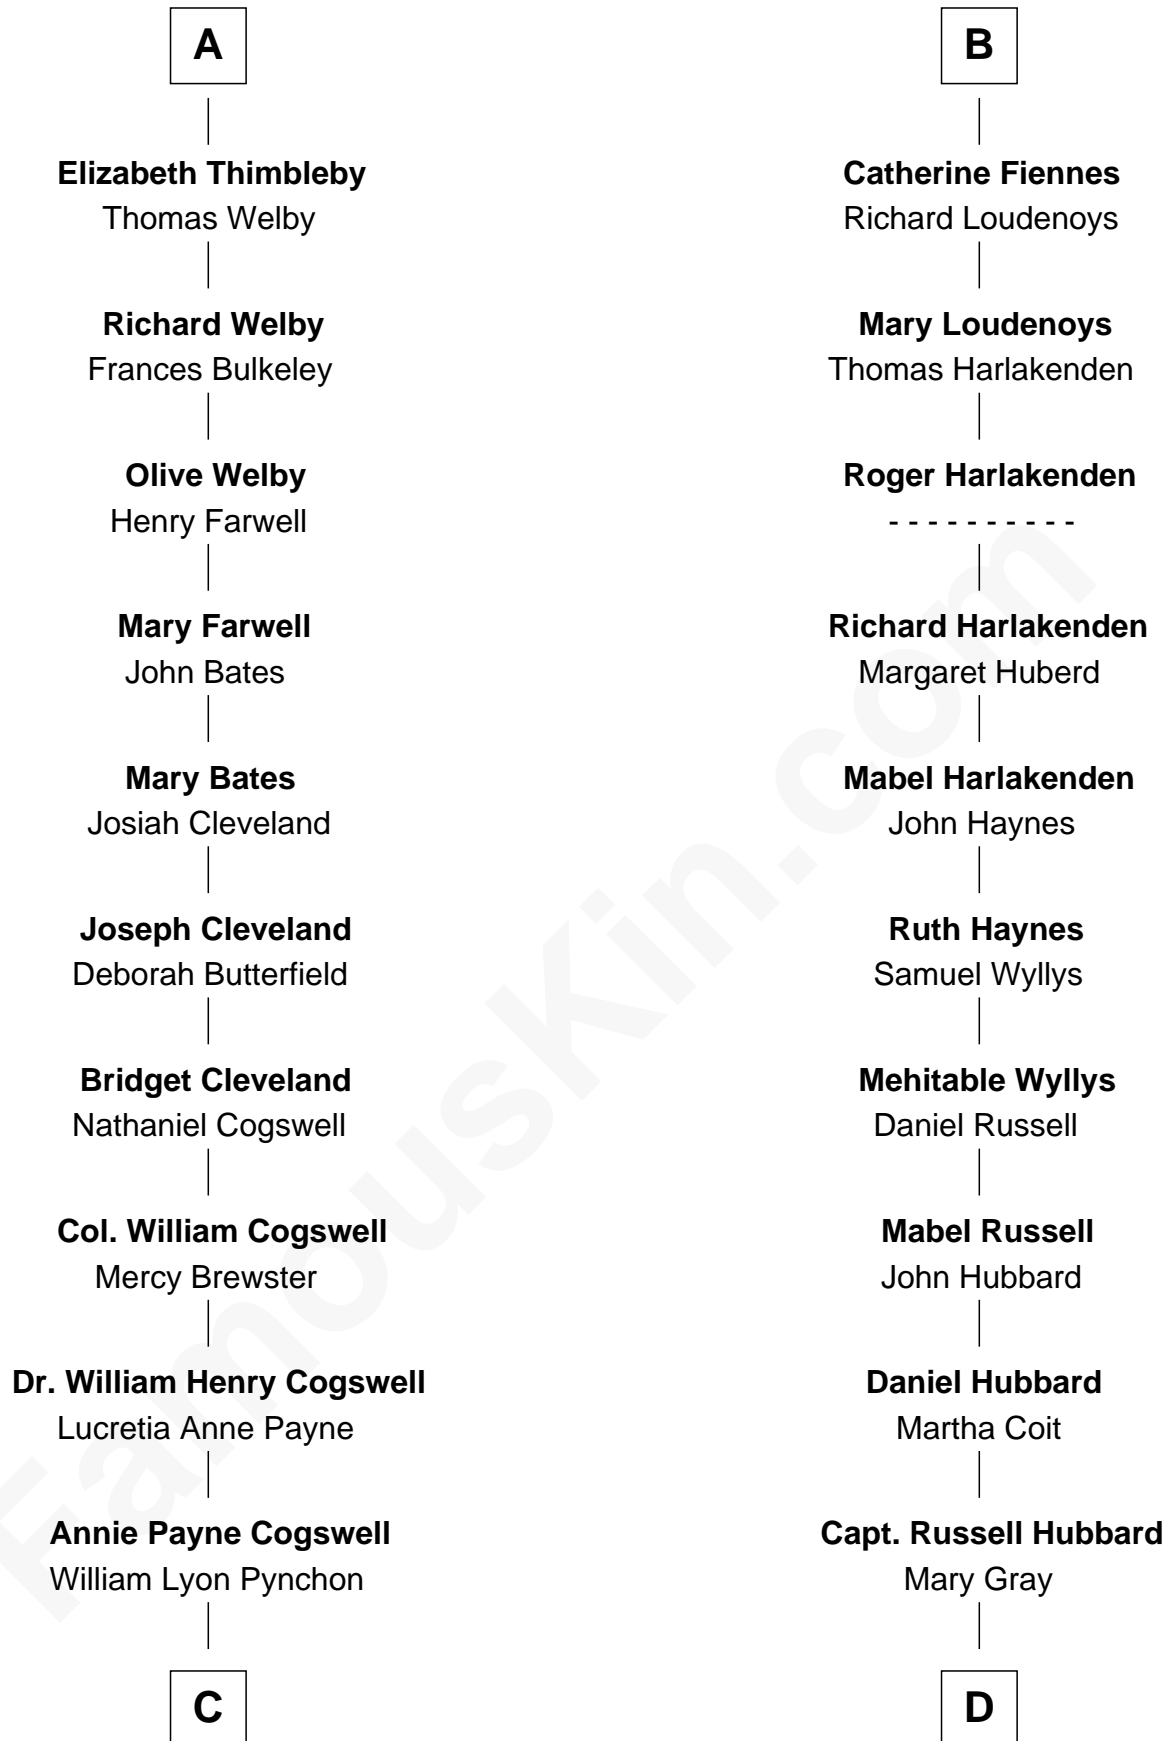 A
Elizabeth Thimbleby
Thomas Welby
Richard Welby
Frances Bulkeley
Olive Welby
Henry Farwell
Mary Farwell
John Bates
Mary Bates
Josiah Cleveland
Joseph Cleveland
Deborah Butterfield
Bridget Cleveland
Nathaniel Cogswell
Col. William Cogswell
Mercy Brewster
Dr. William Henry Cogswell
Lucretia Anne Payne
Annie Payne Cogswell
William Lyon Pynchon
C
B
Catherine Fiennes
Richard Loudenoys
Mary Loudenoys
Thomas Harlakenden
Roger Harlakenden
- - - - - - - - - -
Richard Harlakenden
Margaret Huberd
Mabel Harlakenden
John Haynes
Ruth Haynes
Samuel Wyllys
Mehitable Wyllys
Daniel Russell
Mabel Russell
John Hubbard
Daniel Hubbard
Martha Coit
Capt. Russell Hubbard
Mary Gray
D
FamousKin.com